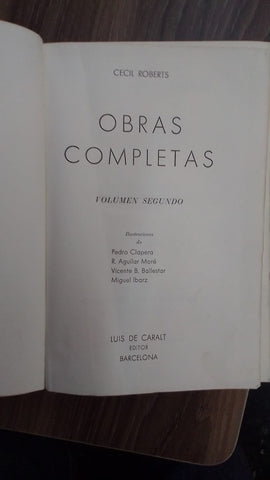 CECIL ROBERTS
OBRAS
COMPLETAS
VOLUMEN SEGUNDO
Ilustraciones
de
Pedro Clapera
R. Aguilar Moré
Vicente B. Ballestar
Miguel Ibarz
LUIS DE CARALT
EDITOR
BARCELONA